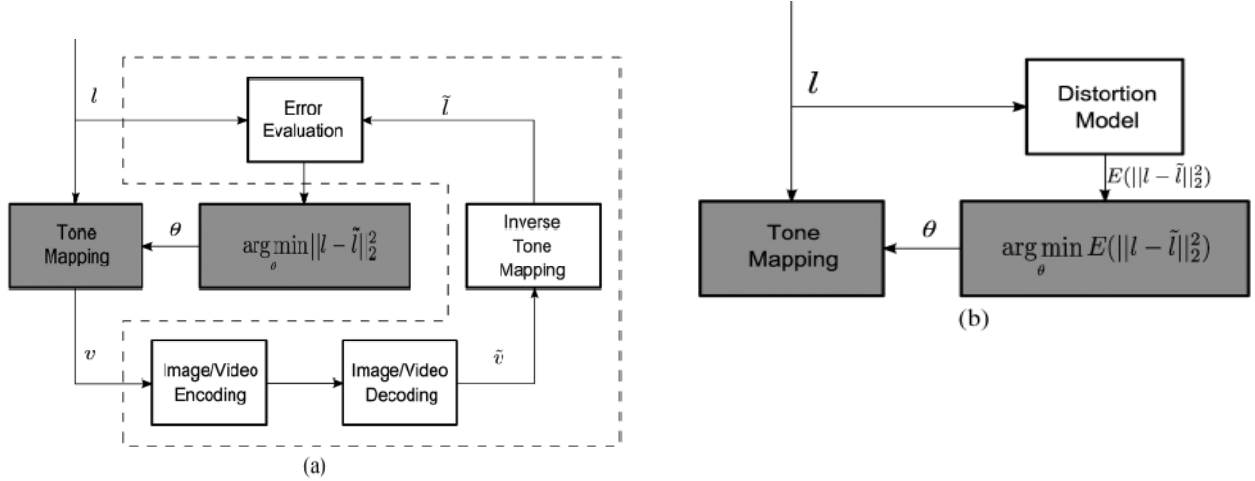 l
Error
Evaluation
l̃
Tone
Mapping
θ
arg min ||l - l̃||₂²
θ
Inverse
Tone
Mapping
v
Image/Video
Encoding
Image/Video
Decoding
ṽ
(a)
l
Distortion
Model
E(||l - l̃||₂²)
Tone
Mapping
θ
arg min E(||l - l̃||₂²)
θ
(b)